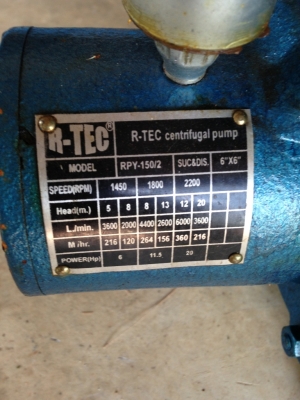 R-TEC® R-TEC centrifugal pump
MODEL RPY-150/2 SUC&DIS. 6"X6"
SPEED(RPM) 1450 1800 2200
Head(m.) 5 8 8 13 12 20
L./min. 3600 2000 4400 2600 6000 3600
M/hr. 216 120 264 156 360 216
POWER(Hp) 6 11.5 20